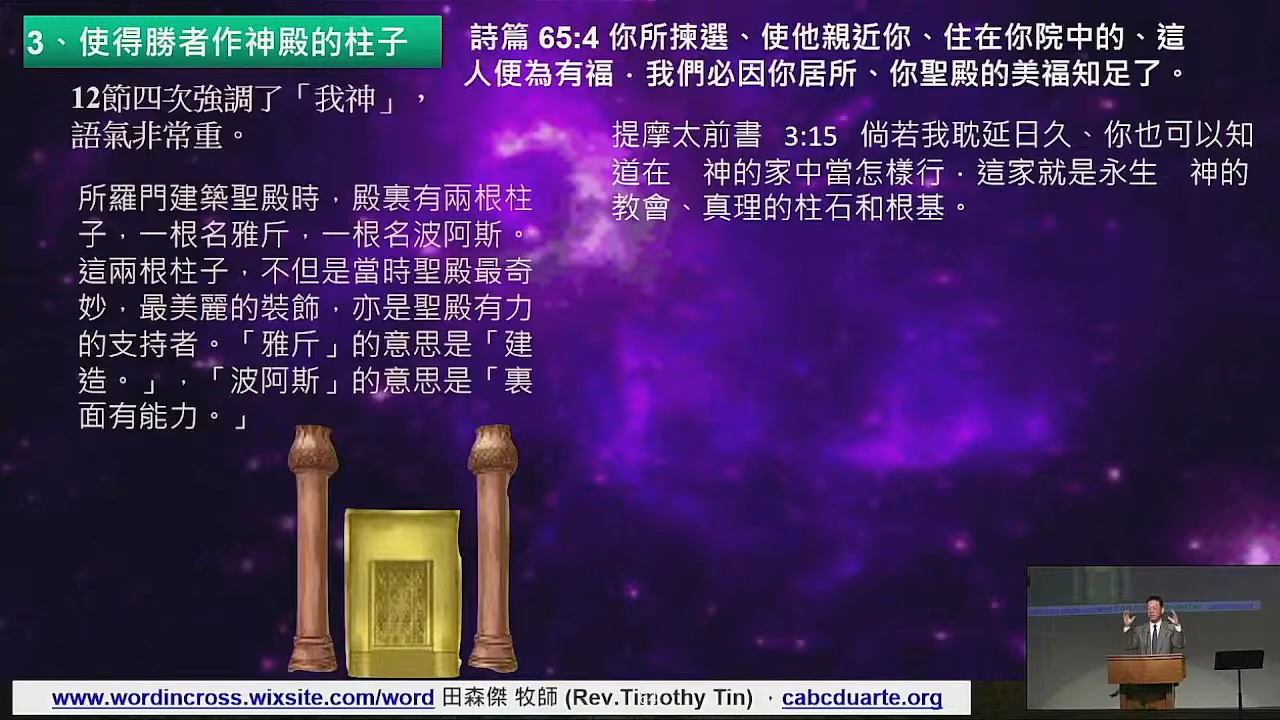 3、使得勝者作神殿的柱子
詩篇 65:4 你所揀選、使他親近你、住在你院中的、這
人便為有福．我們必因你居所、你聖殿的美福知足了。
12節四次強調了「我神」，
語氣非常重。
提摩太前書 3:15 倘若我耽延日久、你也可以知
道在　神的家中當怎樣行．這家就是永生　神的
教會、真理的柱石和根基。
所羅門建築聖殿時，殿裏有兩根柱
子，一根名雅斤，一根名波阿斯。
這兩根柱子，不但是當時聖殿最奇
妙，最美麗的裝飾，亦是聖殿有力
的支持者。「雅斤」的意思是「建
造。」，「波阿斯」的意思是「裏
面有能力。」
www.wordincross.wixsite.com/word 田森傑 牧師 (Rev.Timothy Tin) ，cabcduarte.org